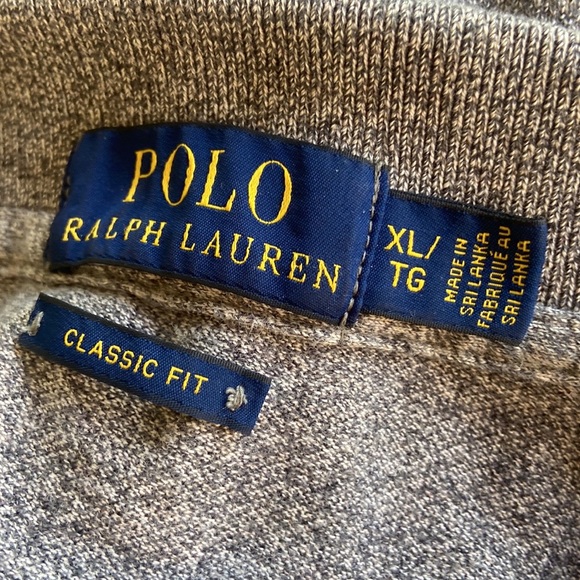 POLO
RALPH LAUREN
XL/
TG
MADE IN
SRI LANKA
FABRIQUÉ AU
SRI LANKA
CLASSIC FIT